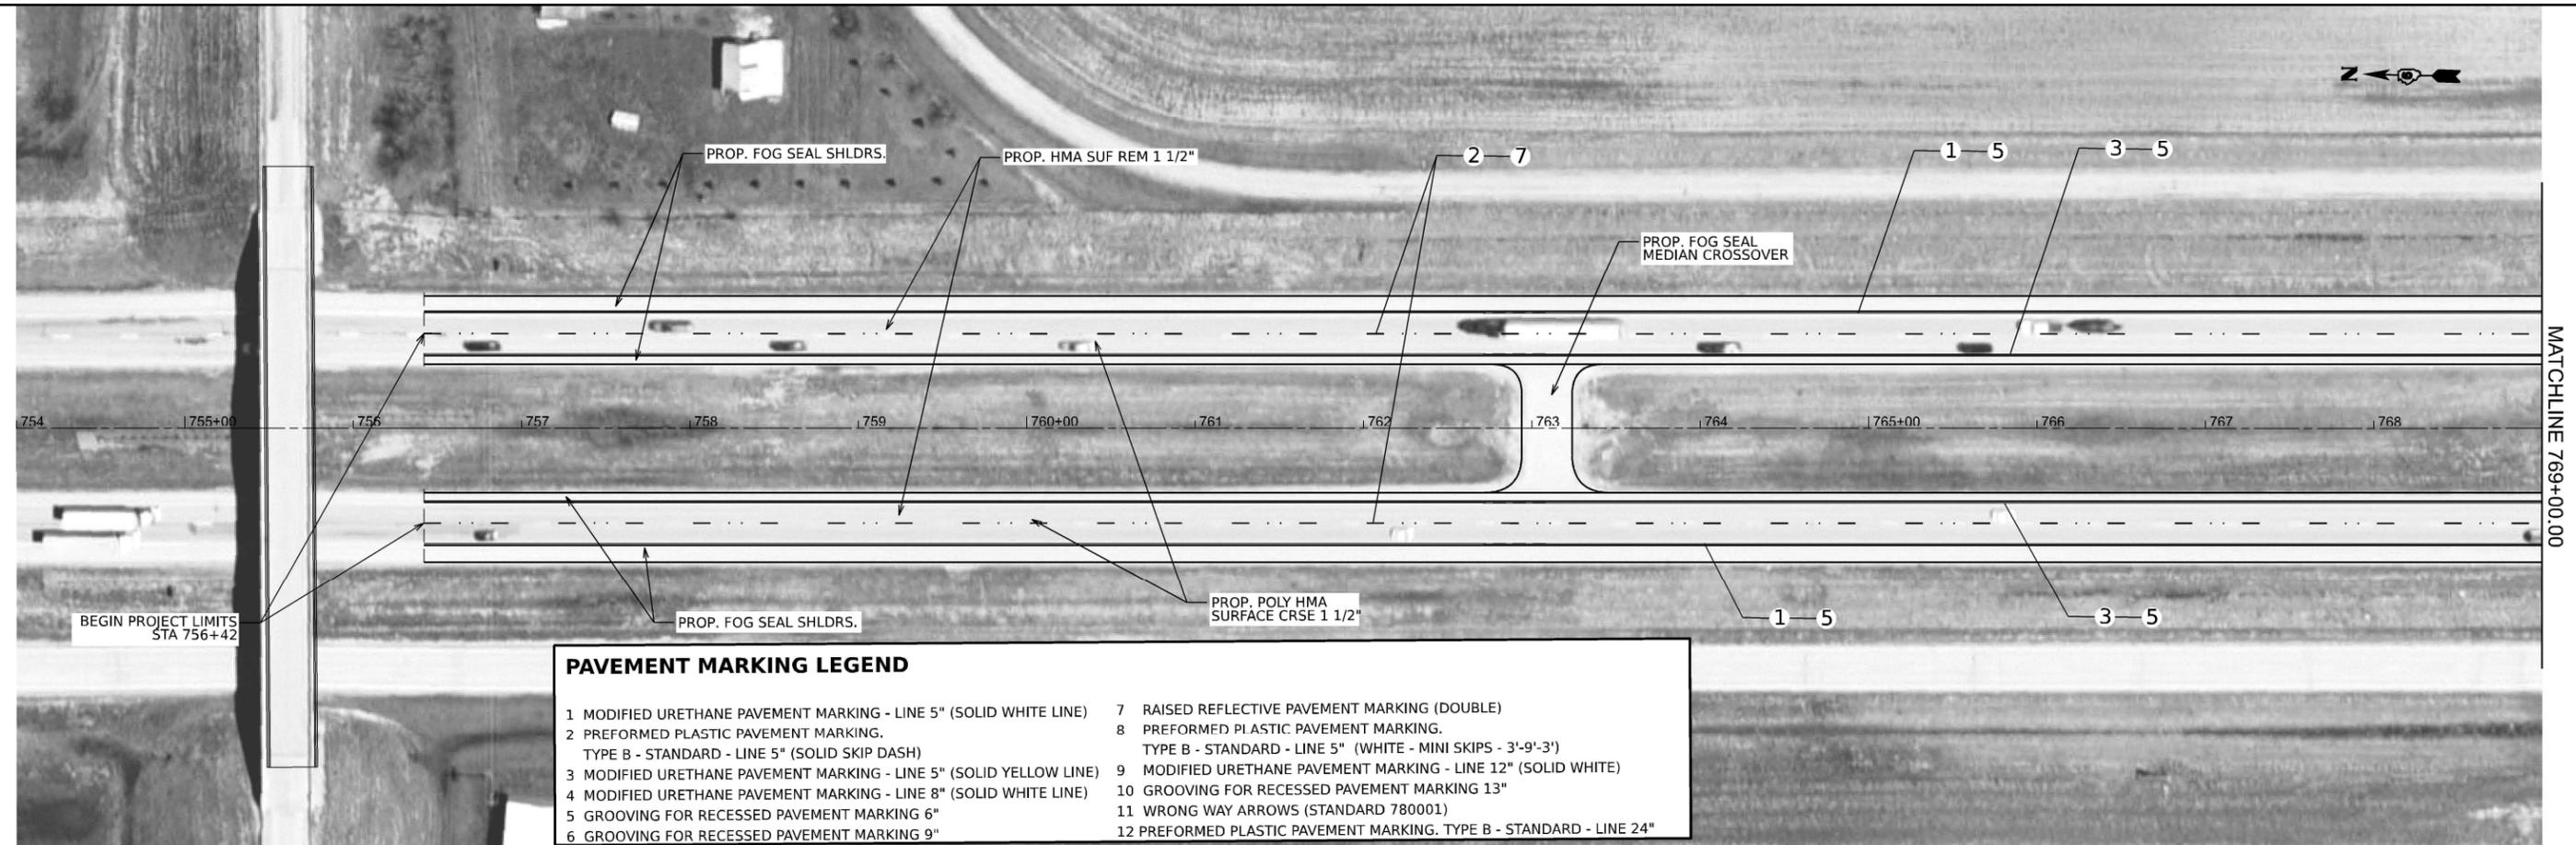 N
PROP. FOG SEAL SHLDRS.
PROP. HMA SUF REM 1 1/2"
2 7
1 5
3 5
PROP. FOG SEAL
MEDIAN CROSSOVER
754 755+00 756 757 758 759 760+00 761 762 763 764 765+00 766 767 768
MATCHLINE 769+00.00
BEGIN PROJECT LIMITS
STA 756+42
PROP. FOG SEAL SHLDRS.
PROP. POLY HMA
SURFACE CRSE 1 1/2"
1 5
3 5
PAVEMENT MARKING LEGEND
1 MODIFIED URETHANE PAVEMENT MARKING - LINE 5" (SOLID WHITE LINE)
2 PREFORMED PLASTIC PAVEMENT MARKING.
TYPE B - STANDARD - LINE 5" (SOLID SKIP DASH)
3 MODIFIED URETHANE PAVEMENT MARKING - LINE 5" (SOLID YELLOW LINE)
4 MODIFIED URETHANE PAVEMENT MARKING - LINE 8" (SOLID WHITE LINE)
5 GROOVING FOR RECESSED PAVEMENT MARKING 6"
6 GROOVING FOR RECESSED PAVEMENT MARKING 9"
7 RAISED REFLECTIVE PAVEMENT MARKING (DOUBLE)
8 PREFORMED PLASTIC PAVEMENT MARKING.
TYPE B - STANDARD - LINE 5" (WHITE - MINI SKIPS - 3'-9'-3')
9 MODIFIED URETHANE PAVEMENT MARKING - LINE 12" (SOLID WHITE)
10 GROOVING FOR RECESSED PAVEMENT MARKING 13"
11 WRONG WAY ARROWS (STANDARD 780001)
12 PREFORMED PLASTIC PAVEMENT MARKING. TYPE B - STANDARD - LINE 24"